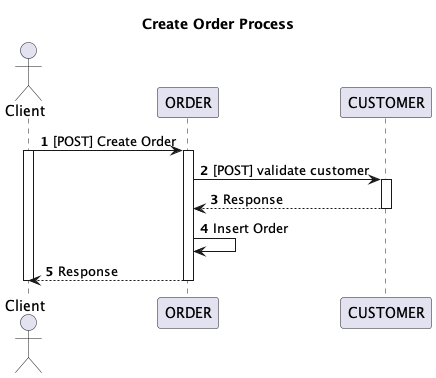 Create Order Process
Client
ORDER
CUSTOMER
1 [POST] Create Order
2 [POST] validate customer
3 Response
4 Insert Order
5 Response
Client
ORDER
CUSTOMER